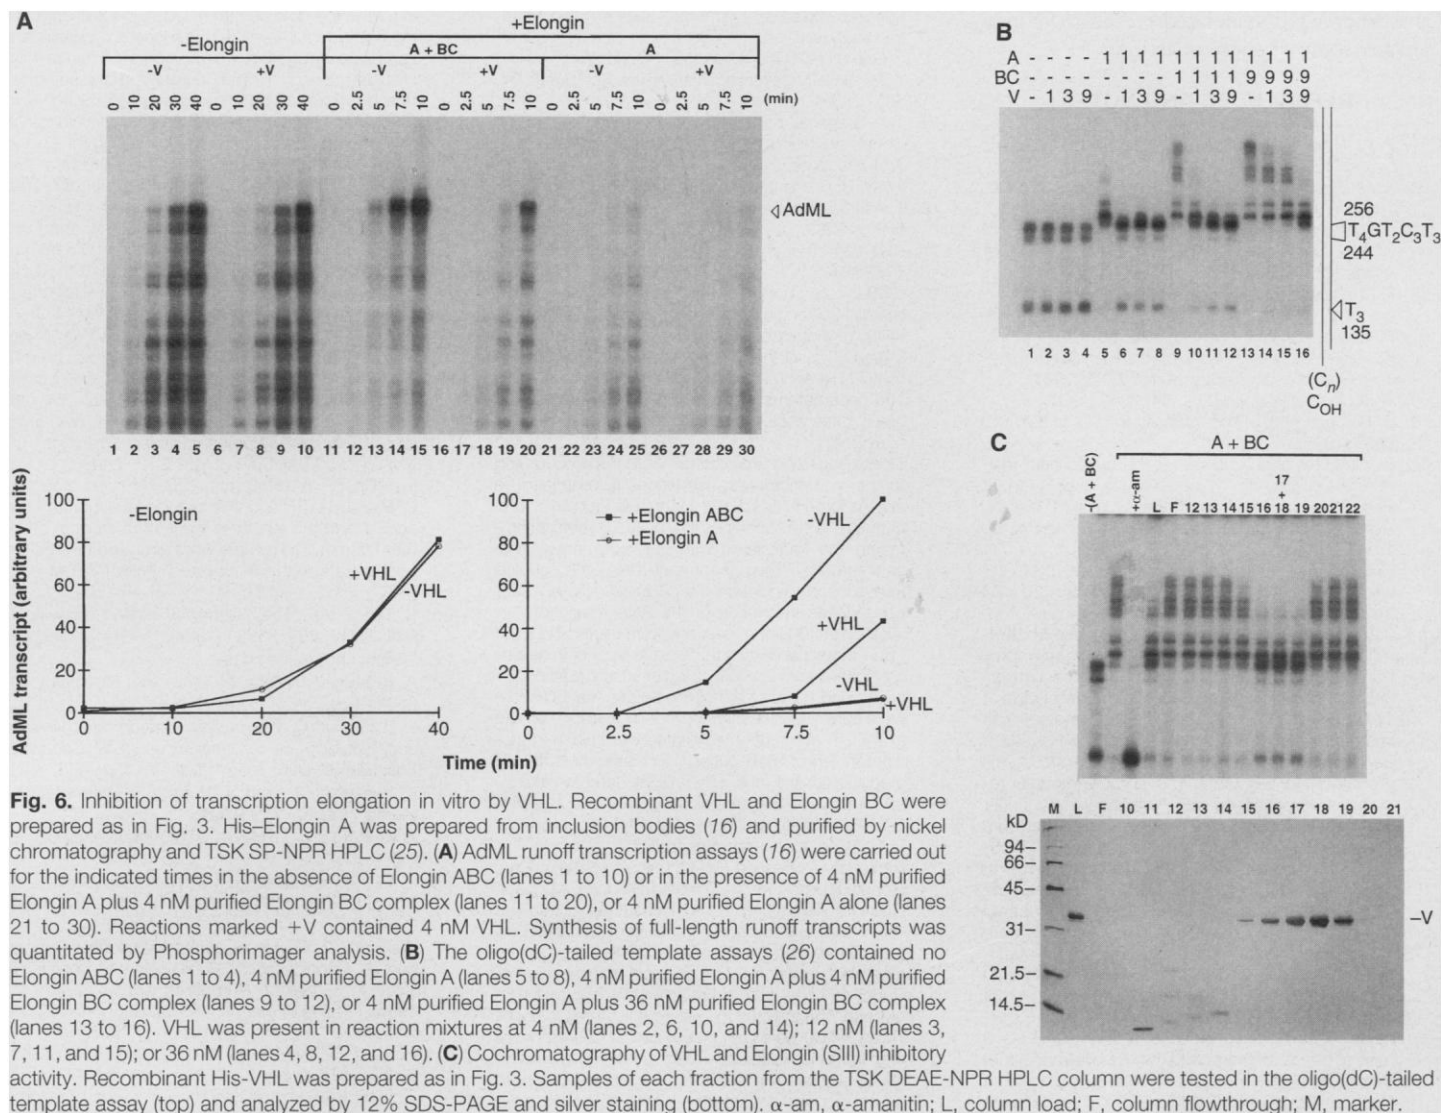 A
+Elongin
-Elongin
A + BC
A
-V
+V
-V
+V
-V
+V
0 10 20 30 40 0 10 20 30 40 0 2.5 5 7.5 10 0 2.5 5 7.5 10 0 2.5 5 7.5 10 0 2.5 5 7.5 10 (min)
AdML
1 2 3 4 5 6 7 8 9 10 11 12 13 14 15 16 17 18 19 20 21 22 23 24 25 26 27 28 29 30
AdML transcript (arbitrary units)
100
80
60
40
20
0
-Elongin
+VHL
-VHL
0 10 20 30 40
100
80
60
40
20
0
+Elongin ABC
+Elongin A
-VHL
+VHL
-VHL
+VHL
0 2.5 5 7.5 10
Time (min)
B
A - - - - 1 1 1 1 1 1 1 1 1 1 1 1
BC - - - - - - - - 1 1 1 1 9 9 9 9
V - 1 3 9 - 1 3 9 - 1 3 9 - 1 3 9
256
T4GT2C3T3
244
T3
135
1 2 3 4 5 6 7 8 9 10 11 12 13 14 15 16
(Cn)
COH
C
A + BC
-(A + BC)
+α-am
L F 12 13 14 15 16 17 + 18 19 20 21 22
M L F 10 11 12 13 14 15 16 17 18 19 20 21
kD
94–
66–
45–
31–
21.5–
14.5–
–V
Fig. 6. Inhibition of transcription elongation in vitro by VHL. Recombinant VHL and Elongin BC were
prepared as in Fig. 3. His–Elongin A was prepared from inclusion bodies (16) and purified by nickel
chromatography and TSK SP-NPR HPLC (25). (A) AdML runoff transcription assays (16) were carried out
for the indicated times in the absence of Elongin ABC (lanes 1 to 10) or in the presence of 4 nM purified
Elongin A plus 4 nM purified Elongin BC complex (lanes 11 to 20), or 4 nM purified Elongin A alone (lanes
21 to 30). Reactions marked +V contained 4 nM VHL. Synthesis of full-length runoff transcripts was
quantitated by Phosphorimager analysis. (B) The oligo(dC)-tailed template assays (26) contained no
Elongin ABC (lanes 1 to 4), 4 nM purified Elongin A (lanes 5 to 8), 4 nM purified Elongin A plus 4 nM purified
Elongin BC complex (lanes 9 to 12), or 4 nM purified Elongin A plus 36 nM purified Elongin BC complex
(lanes 13 to 16). VHL was present in reaction mixtures at 4 nM (lanes 2, 6, 10, and 14); 12 nM (lanes 3,
7, 11, and 15); or 36 nM (lanes 4, 8, 12, and 16). (C) Cochromatography of VHL and Elongin (SIII) inhibitory
activity. Recombinant His-VHL was prepared as in Fig. 3. Samples of each fraction from the TSK DEAE-NPR HPLC column were tested in the oligo(dC)-tailed
template assay (top) and analyzed by 12% SDS-PAGE and silver staining (bottom). α-am, α-amanitin; L, column load; F, column flowthrough; M, marker.